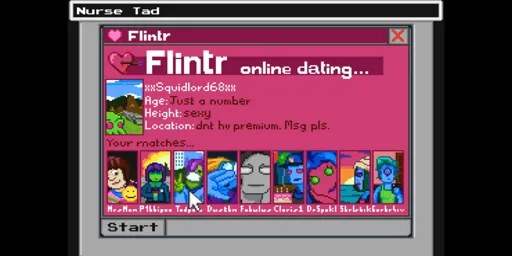 Nurse Tad
Flintr
Flintr online dating...
xxSquidlord68xx
Age: Just a number
Height: sexy
Location: dnt hv premium. Msg pls.
Your matches...
Start